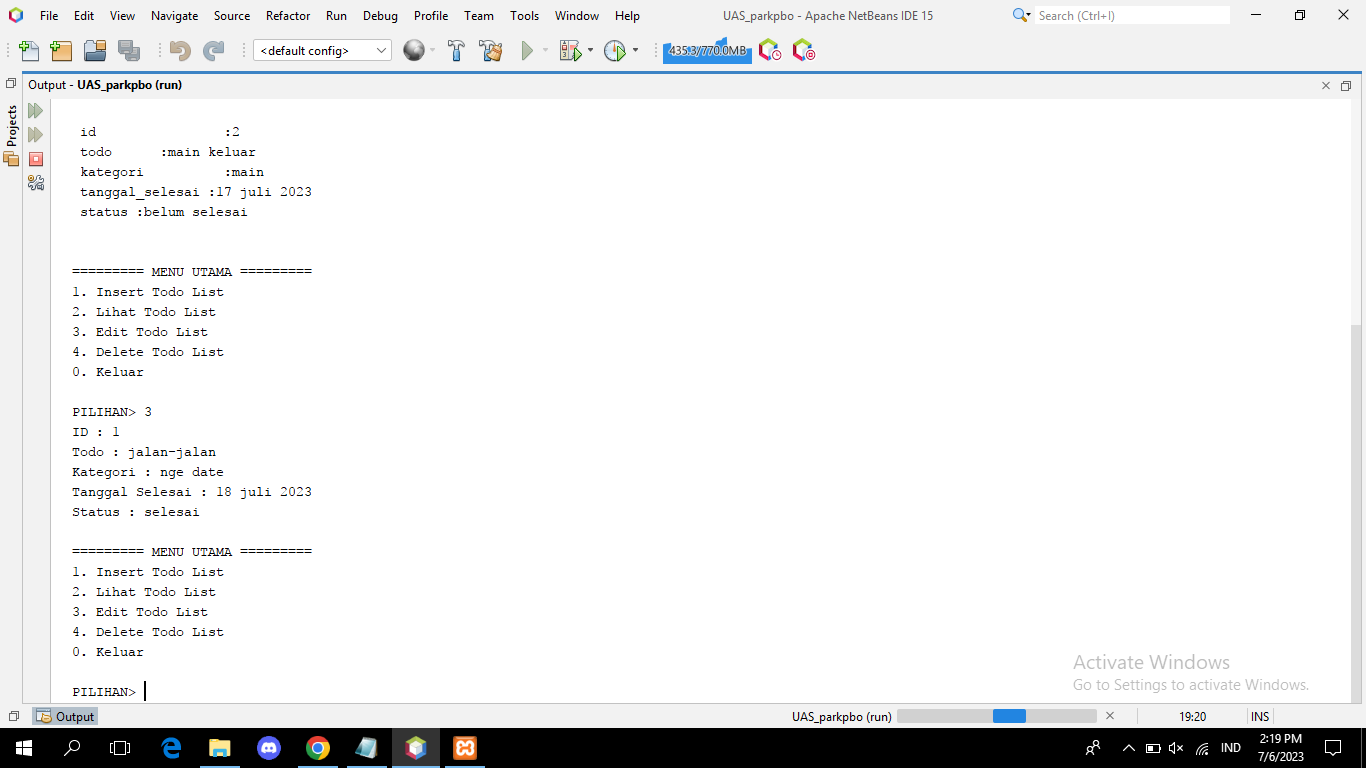 File Edit View Navigate Source Refactor Run Debug Profile Team Tools Window Help UAS_parkpbo - Apache NetBeans IDE 15 Search (Ctrl+I)
<default config> 435.3/770.0MB
Output - UAS_parkpbo (run)
Projects
id :2
todo :main keluar
kategori :main
tanggal_selesai :17 juli 2023
status :belum selesai
========= MENU UTAMA =========
1. Insert Todo List
2. Lihat Todo List
3. Edit Todo List
4. Delete Todo List
0. Keluar
PILIHAN> 3
ID : 1
Todo : jalan-jalan
Kategori : nge date
Tanggal Selesai : 18 juli 2023
Status : selesai
========= MENU UTAMA =========
1. Insert Todo List
2. Lihat Todo List
3. Edit Todo List
4. Delete Todo List
0. Keluar
PILIHAN>
Activate Windows
Go to Settings to activate Windows.
Output UAS_parkpbo (run) 19:20 INS
IND 2:19 PM
7/6/2023